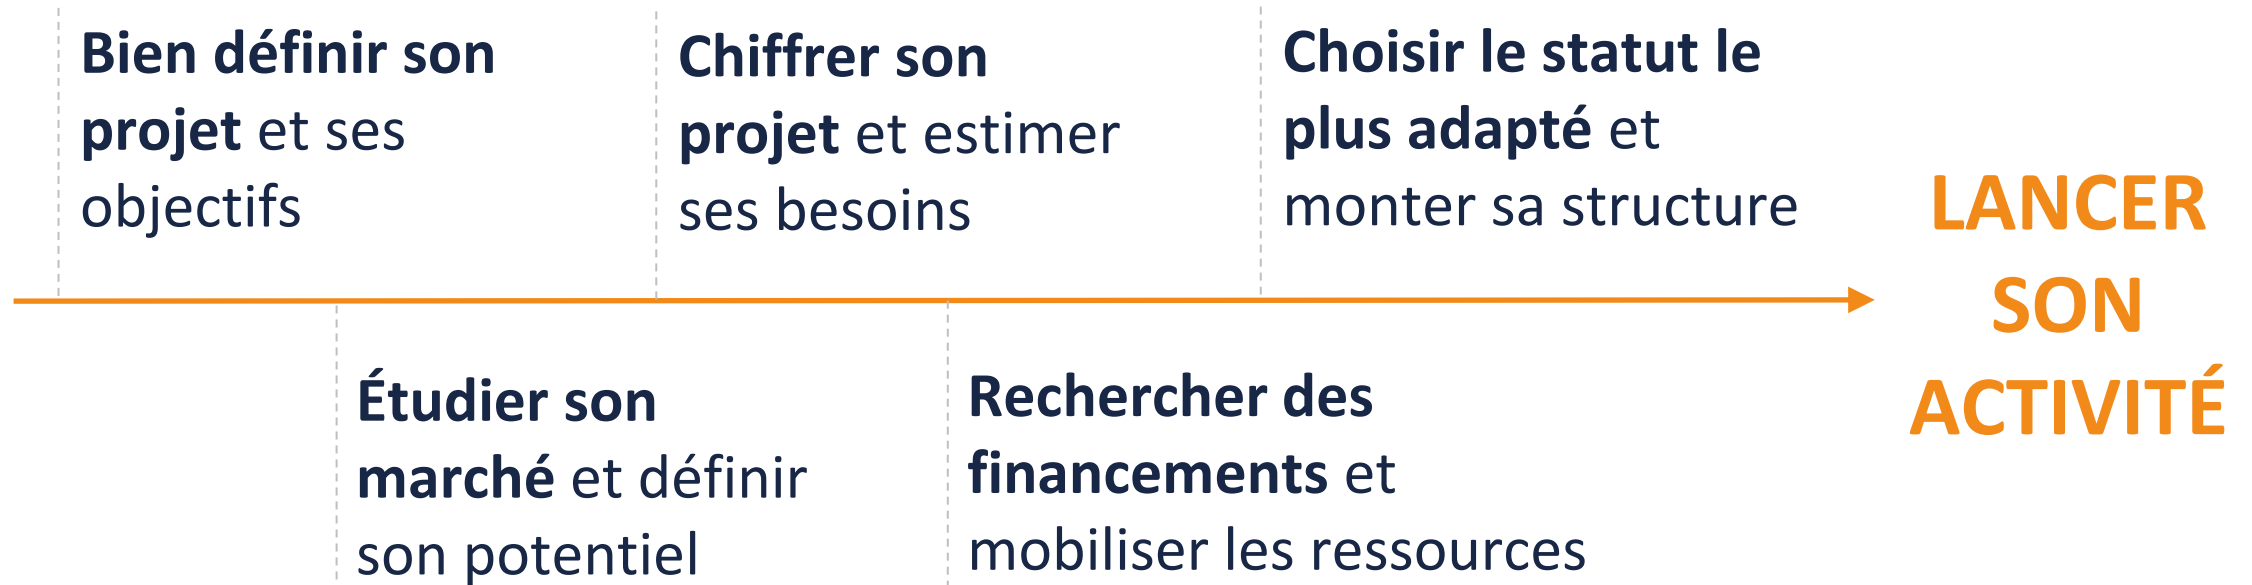 Bien définir son
projet et ses
objectifs
Étudier son
marché et définir
son potentiel
Chiffrer son
projet et estimer
ses besoins
Rechercher des
financements et
mobiliser les ressources
Choisir le statut le
plus adapté et
monter sa structure
LANCER
SON
ACTIVITÉ